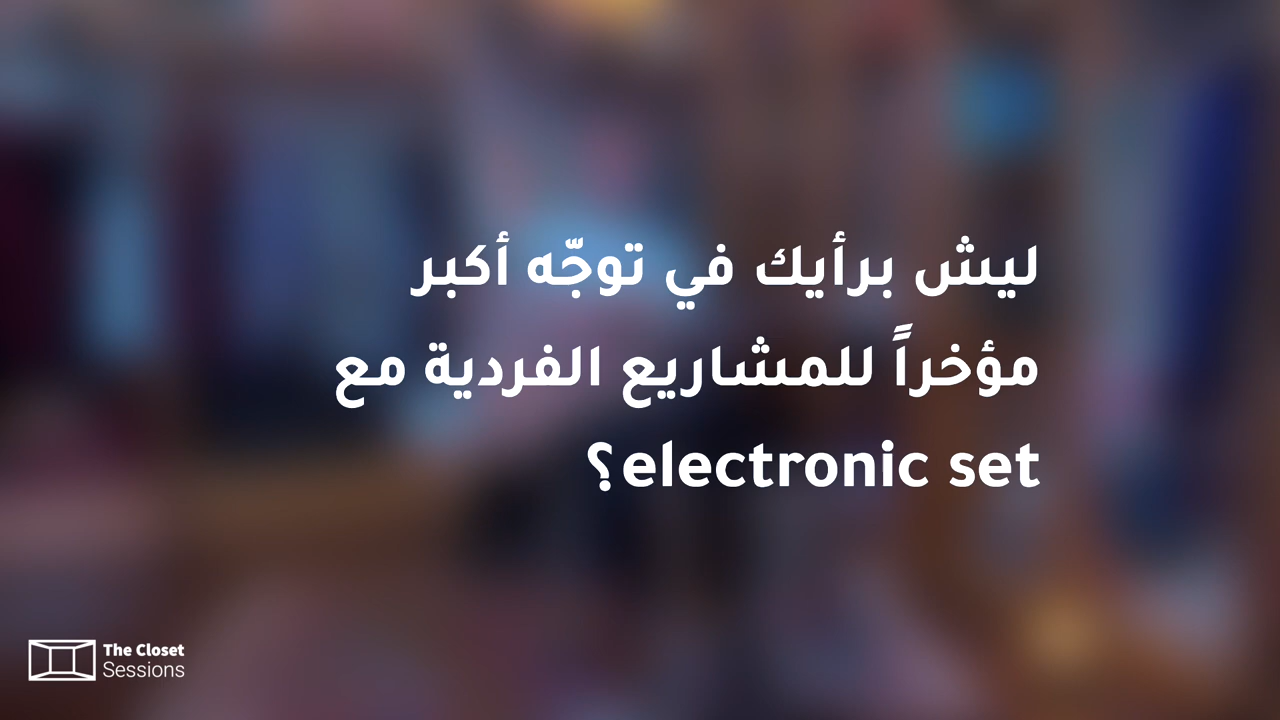 ليش برأيك في توجّه أكبر
مؤخراً للمشاريع الفردية مع
electronic set؟
The Closet
Sessions